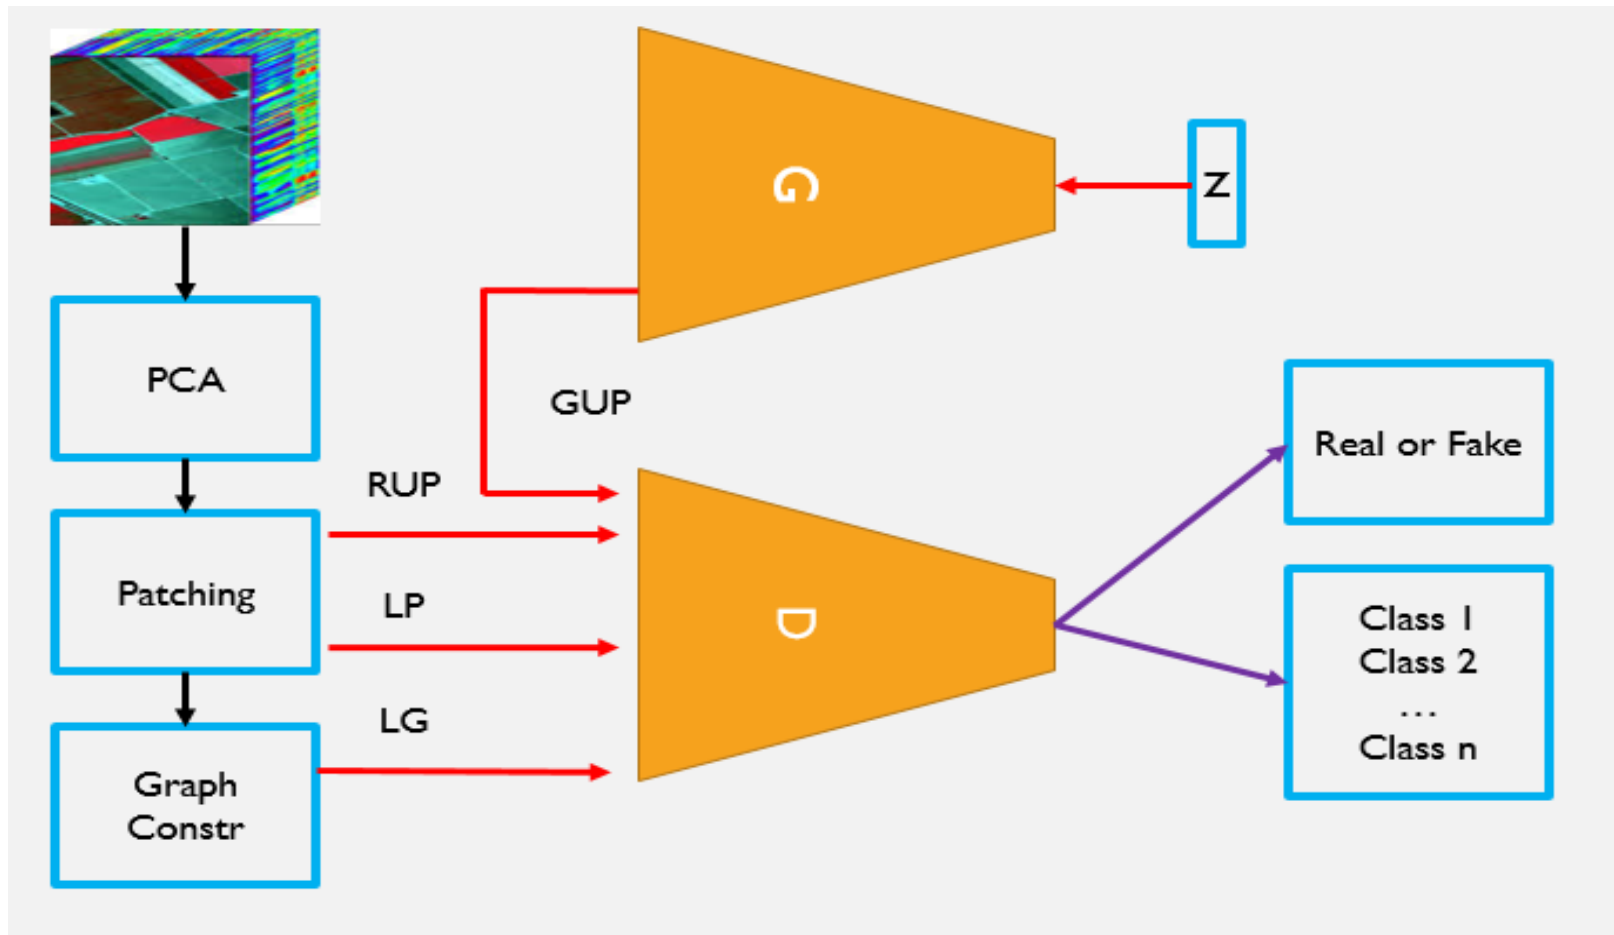 G
Z
PCA
GUP
RUP
Real or Fake
Patching
LP
D
Class 1
Class 2
...
Class n
LG
Graph
Constr